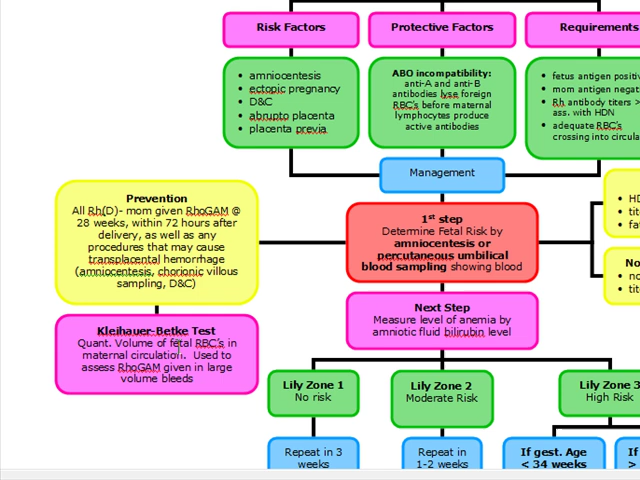 Risk Factors
Protective Factors
Requirements
• amniocentesis
• ectopic pregnancy
• D&C
• abrupto placenta
• placenta previa
ABO incompatibility:
anti-A and anti-B
antibodies lyse foreign
RBC's before maternal
lymphocytes produce
active antibodies
• fetus antigen positiv
• mom antigen negat
• Rh antibody titers >
ass. with HDN
• adequate RBC's
crossing into circula
Management
Prevention
All Rh(D)- mom given RhoGAM @
28 weeks, within 72 hours after
delivery, as well as any
procedures that may cause
transplacental hemorrhage
(amniocentesis, chorionic villous
sampling, D&C)
1st step
Determine Fetal Risk by
amniocentesis or
percutaneous umbilical
blood sampling showing blood
• HD
• tite
• fat
No
• no
• tite
Kleihauer-Betke Test
Quant. Volume of fetal RBC's in
maternal circulation. Used to
assess RhoGAM given in large
volume bleeds
Next Step
Measure level of anemia by
amniotic fluid bilirubin level
Lily Zone 1
No risk
Lily Zone 2
Moderate Risk
Lily Zone 3
High Risk
Repeat in 3
weeks
Repeat in
1-2 weeks
If gest. Age
< 34 weeks
If
>